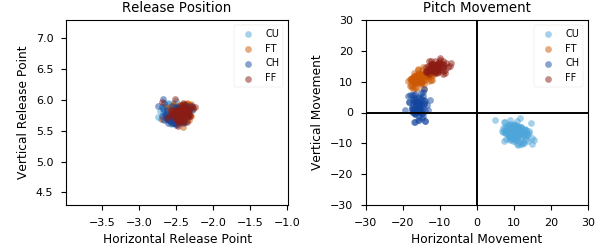 Release Position
Vertical Release Point
7.0
6.5
6.0
5.5
5.0
4.5
−3.5
−3.0
−2.5
−2.0
−1.5
−1.0
Horizontal Release Point
CU
FT
CH
FF
Pitch Movement
Vertical Movement
30
20
10
0
−10
−20
−30
−30
−20
−10
0
10
20
30
Horizontal Movement
CU
FT
CH
FF